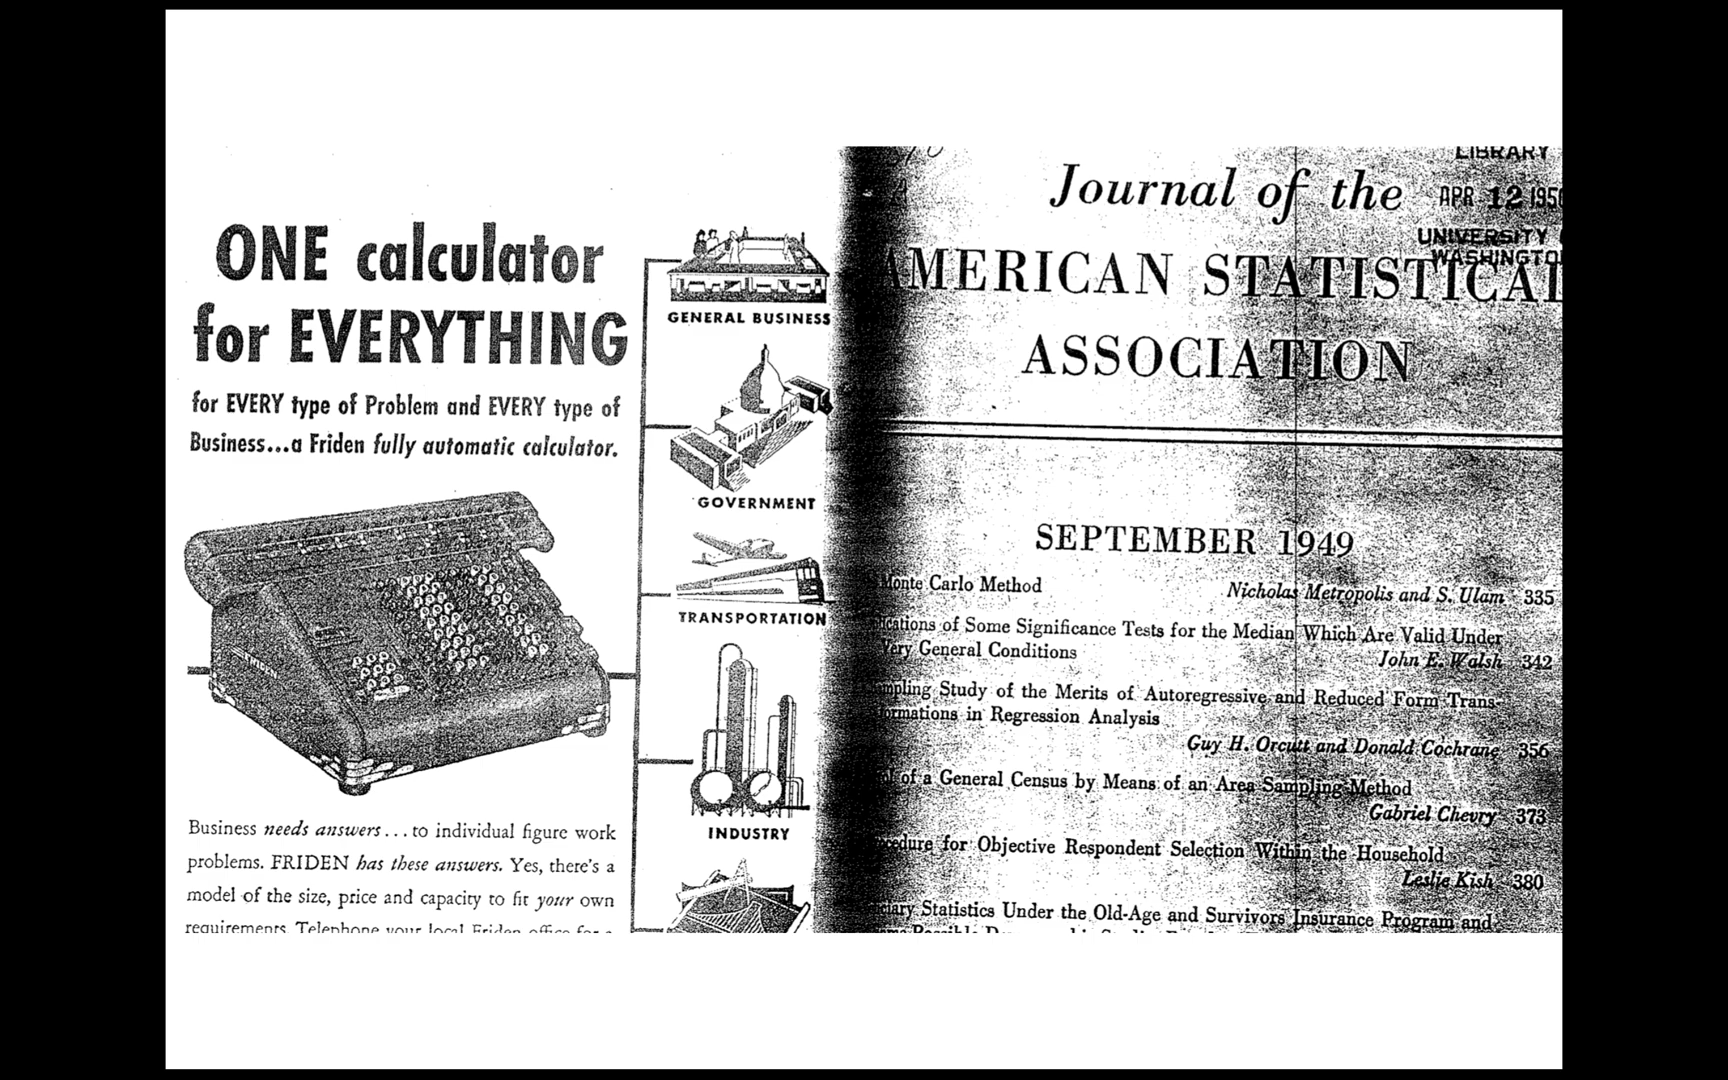 ONE calculator
for EVERYTHING
for EVERY type of Problem and EVERY type of
Business...a Friden fully automatic calculator.
FRIDEN
Business needs answers... to individual figure work
problems. FRIDEN has these answers. Yes, there's a
model of the size, price and capacity to fit your own
requirements. Telephone your local Friden office for a
GENERAL BUSINESS
GOVERNMENT
TRANSPORTATION
INDUSTRY
LIBRARY
Journal of the
APR 12 195
UNIVERSITY
WASHINGTO
AMERICAN STATISTICAL
ASSOCIATION
SEPTEMBER 1949
Monte Carlo Method Nicholas Metropolis and S. Ulam 335
ications of Some Significance Tests for the Median Which Are Valid Under
Very General Conditions John E. Walsh 342
mpling Study of the Merits of Autoregressive and Reduced Form Trans-
ormations in Regression Analysis
Guy H. Orcutt and Donald Cochrane 356
of a General Census by Means of an Area Sampling Method
Gabriel Chevry 373
cedure for Objective Respondent Selection Within the Household
Leslie Kish 380
ciary Statistics Under the Old-Age and Survivors Insurance Program and